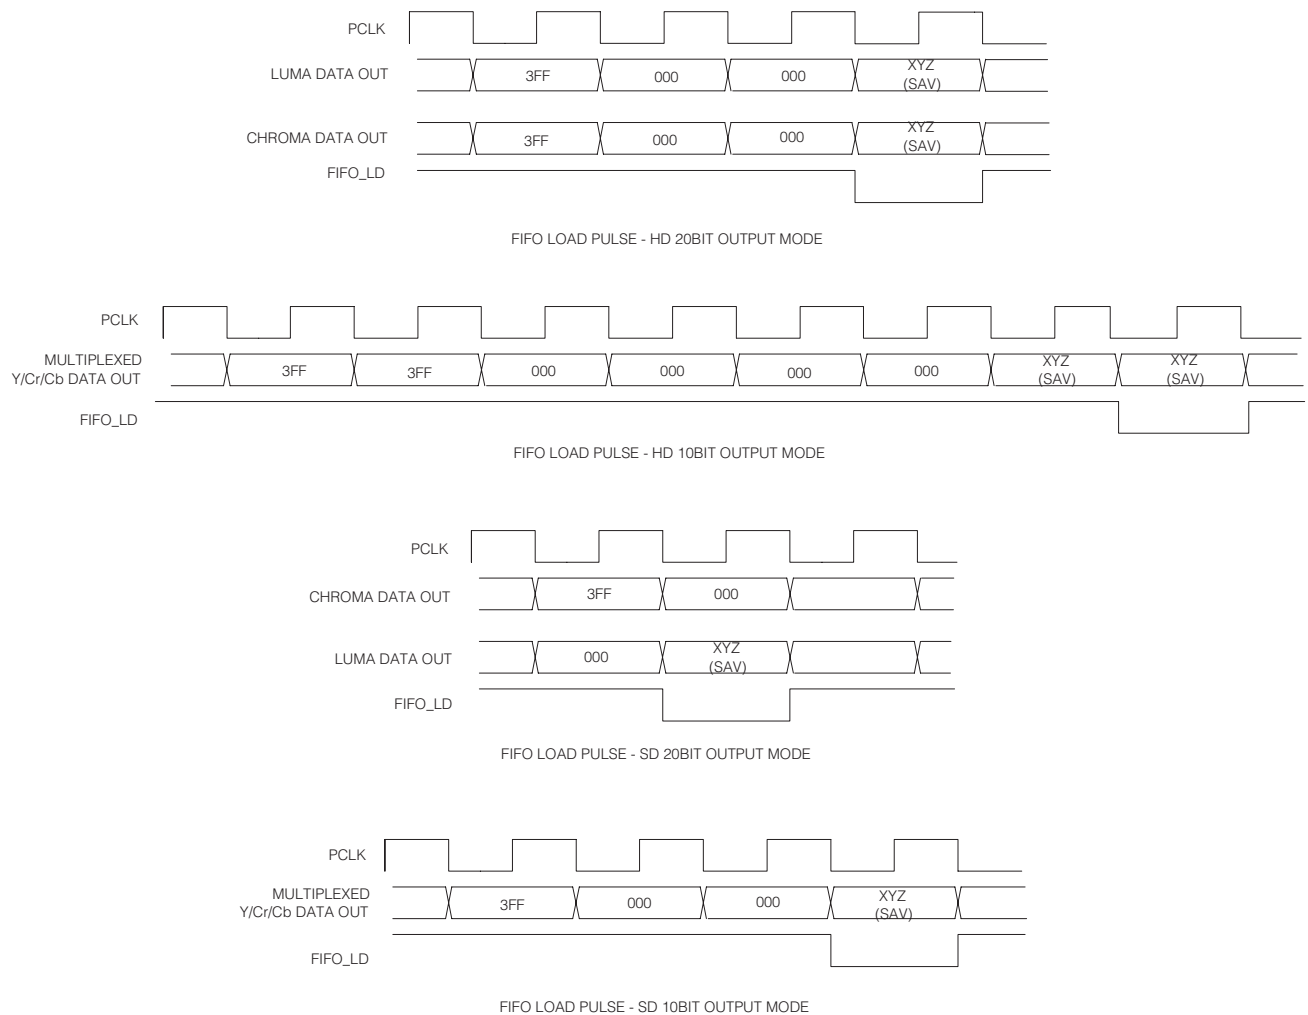 PCLK
LUMA DATA OUT
3FF
000
000
XYZ
(SAV)
CHROMA DATA OUT
3FF
000
000
XYZ
(SAV)
FIFO_LD
FIFO LOAD PULSE - HD 20BIT OUTPUT MODE
PCLK
MULTIPLEXED
Y/Cr/Cb DATA OUT
3FF
3FF
000
000
000
000
XYZ
(SAV)
XYZ
(SAV)
FIFO_LD
FIFO LOAD PULSE - HD 10BIT OUTPUT MODE
PCLK
CHROMA DATA OUT
3FF
000
LUMA DATA OUT
000
XYZ
(SAV)
FIFO_LD
FIFO LOAD PULSE - SD 20BIT OUTPUT MODE
PCLK
MULTIPLEXED
Y/Cr/Cb DATA OUT
3FF
000
000
XYZ
(SAV)
FIFO_LD
FIFO LOAD PULSE - SD 10BIT OUTPUT MODE